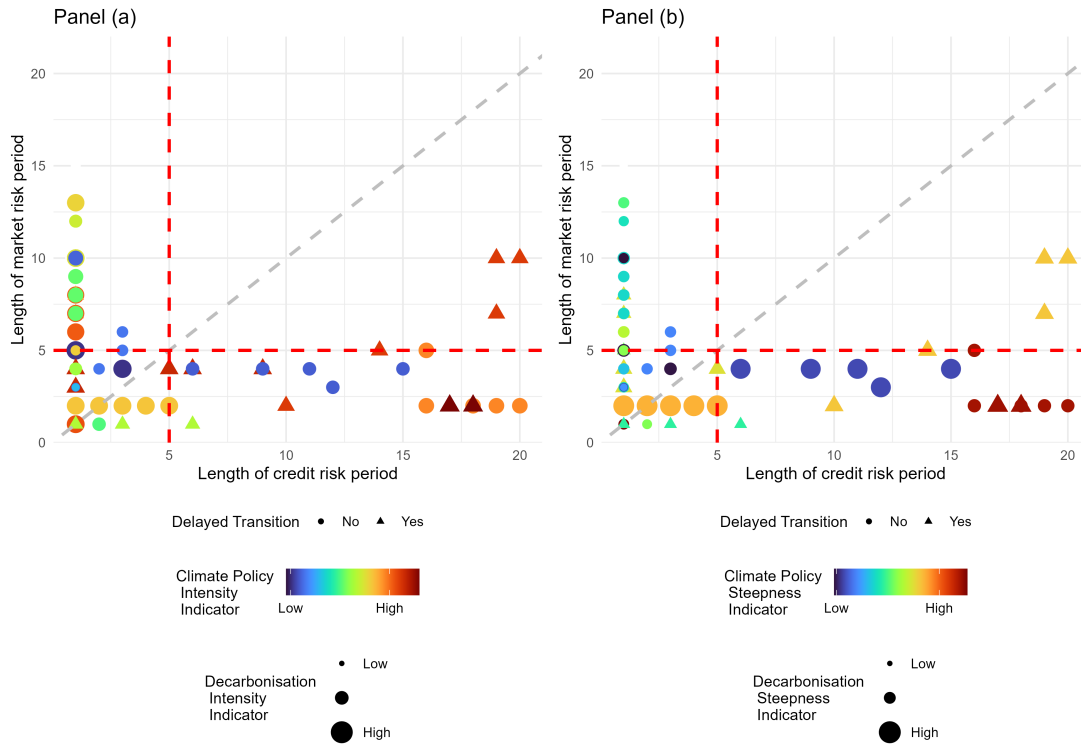 Panel (a)
Length of market risk period
20
15
10
5
0
5
10
15
20
Length of credit risk period
Delayed Transition No Yes
Climate Policy
Intensity
Indicator
Low High
Decarbonisation
Intensity
Indicator
Low
High
Panel (b)
Length of market risk period
20
15
10
5
0
5
10
15
20
Length of credit risk period
Delayed Transition No Yes
Climate Policy
Steepness
Indicator
Low High
Decarbonisation
Steepness
Indicator
Low
High